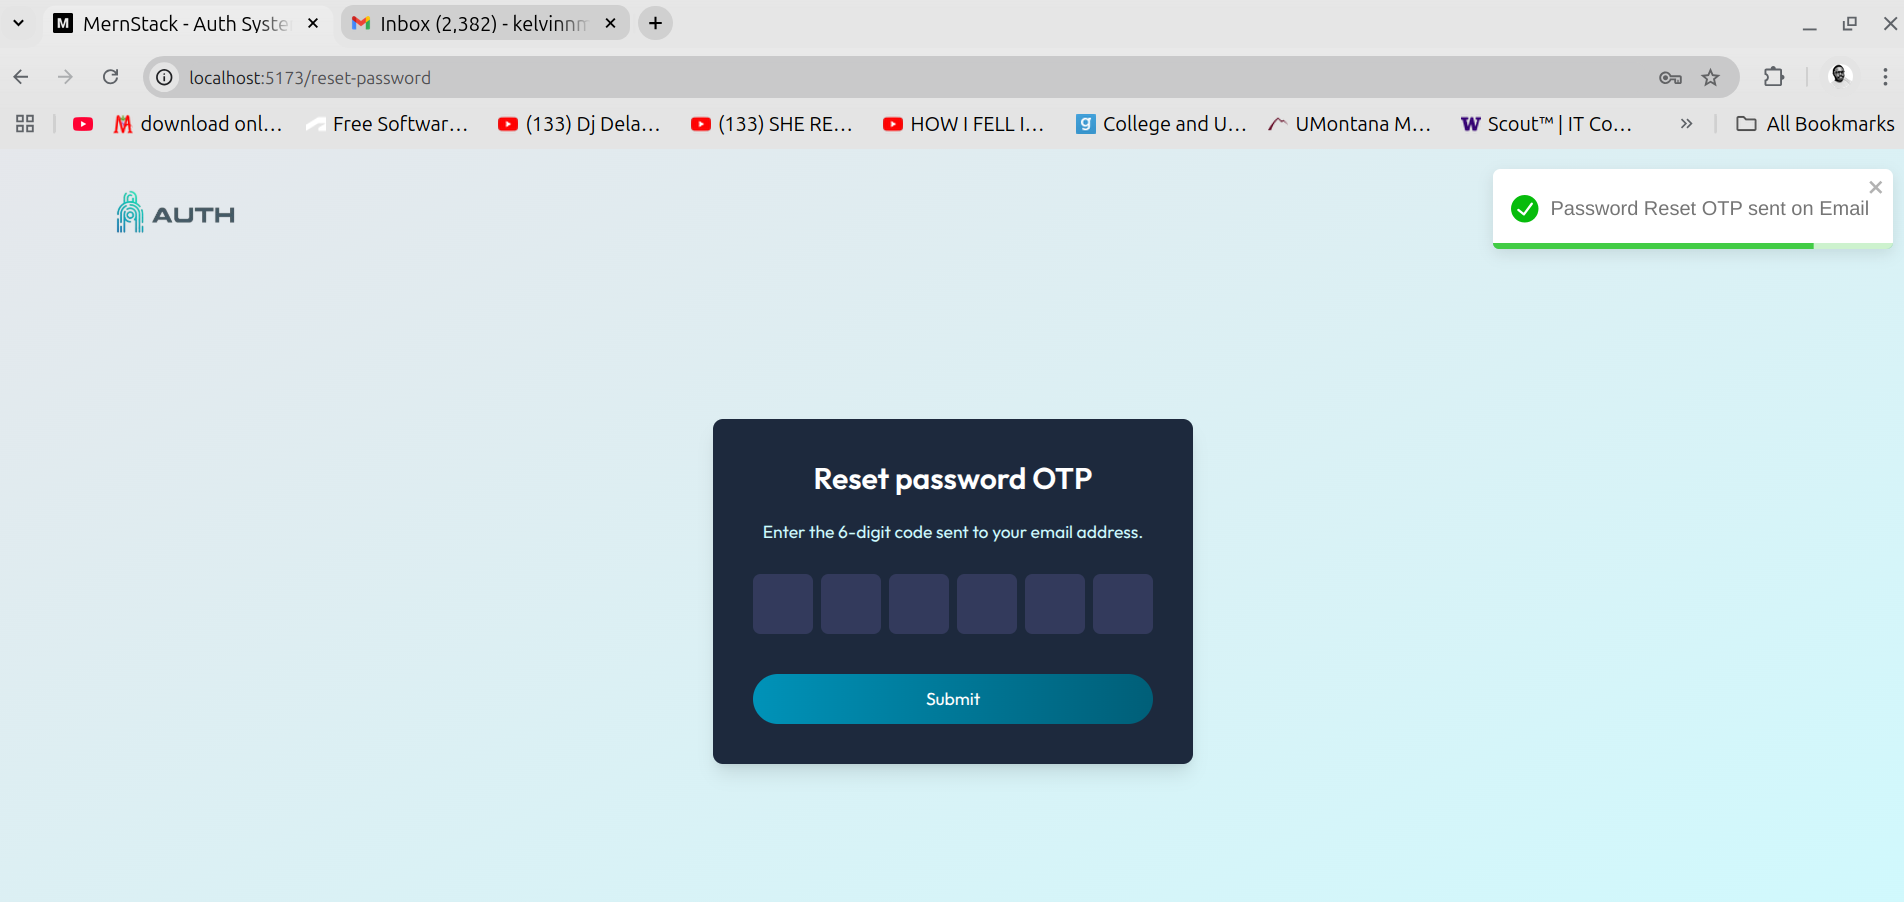 M MernStack - Auth Syste
Inbox (2,382) - kelvinnm
localhost:5173/reset-password
download onl...
Free Softwar...
(133) Dj Dela...
(133) SHE RE...
HOW I FELL I...
g College and U...
UMontana M...
W Scout™ | IT Co...
All Bookmarks
AUTH
Password Reset OTP sent on Email
Reset password OTP
Enter the 6-digit code sent to your email address.
Submit